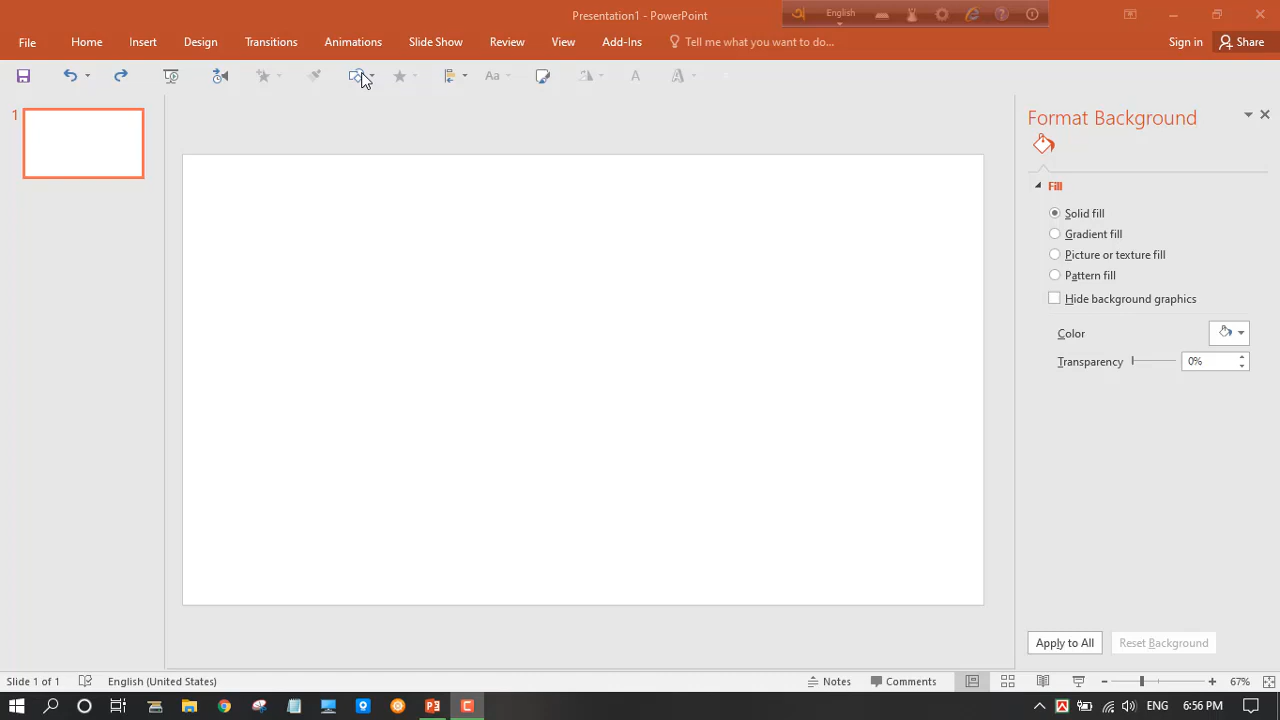 Presentation1 - PowerPoint
English
File
Home
Insert
Design
Transitions
Animations
Slide Show
Review
View
Add-Ins
Tell me what you want to do...
Sign in
Share
Aa
A
A
1
Format Background
Fill
Solid fill
Gradient fill
Picture or texture fill
Pattern fill
Hide background graphics
Color
Transparency
0%
Apply to All
Reset Background
Slide 1 of 1
English (United States)
Notes
Comments
67%
ENG
6:56 PM